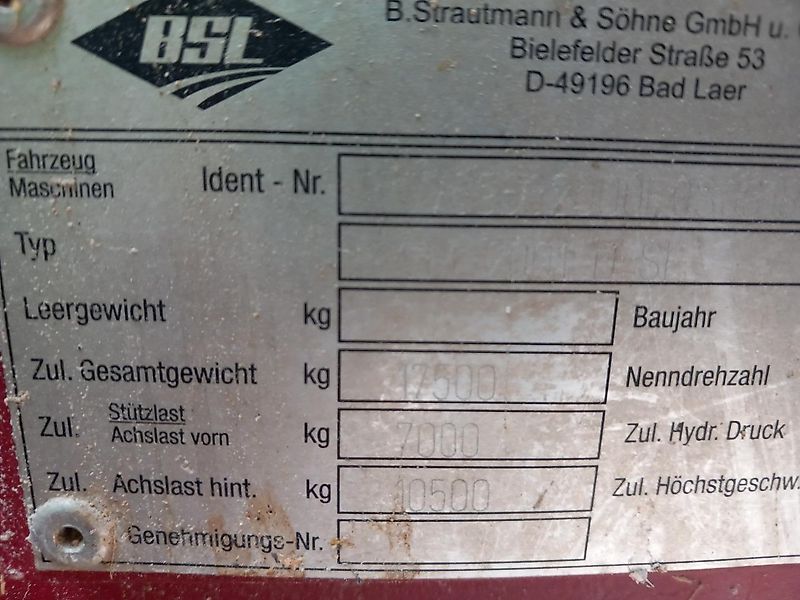 BSL
B.Strautmann & Söhne GmbH u.
Bielefelder Straße 53
D-49196 Bad Laer
Fahrzeug
Maschinen Ident - Nr.
Typ
Leergewicht kg Baujahr
Zul. Gesamtgewicht kg 17500 Nenndrehzahl
Zul. Stützlast
Achslast vorn kg 7000 Zul. Hydr. Druck
Zul. Achslast hint. kg 10500 Zul. Höchstgeschw.
Genehmigungs-Nr.